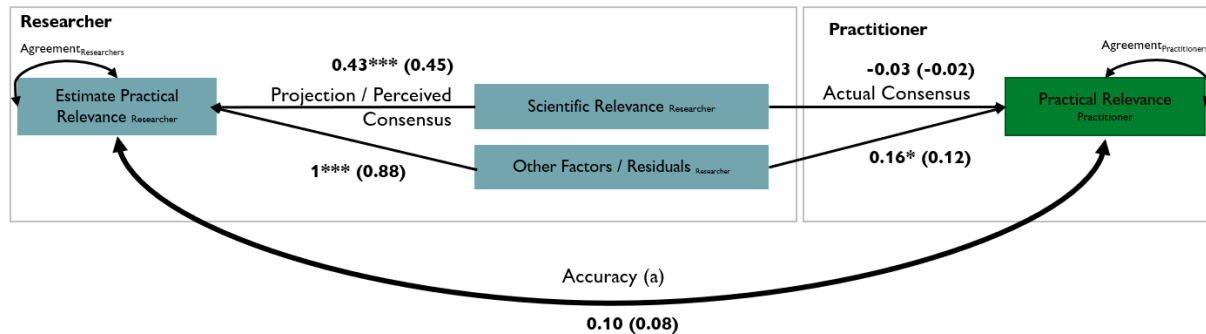 Researcher
Practitioner
Agreement Researchers
Agreement Practitioners
0.43*** (0.45)
-0.03 (-0.02)
Estimate Practical
Relevance Researcher
Projection / Perceived
Consensus
Scientific Relevance Researcher
Actual Consensus
Practical Relevance
Practitioner
1*** (0.88)
Other Factors / Residuals Researcher
0.16* (0.12)
Accuracy (a)
0.10 (0.08)